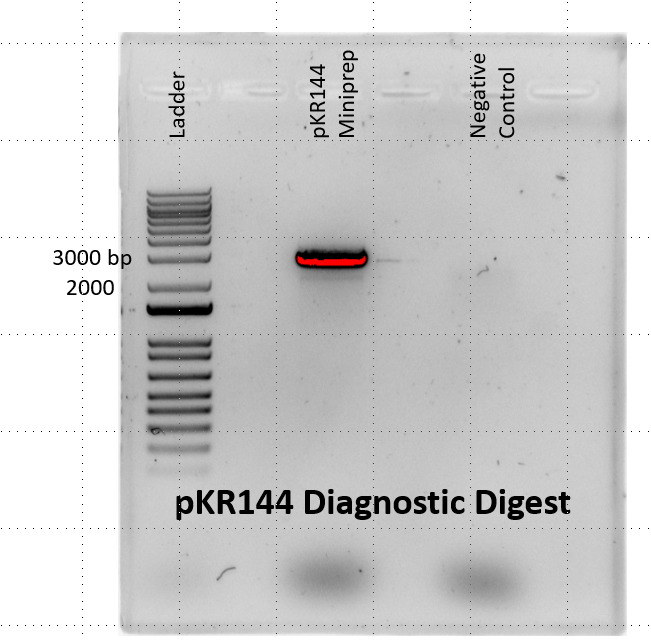 Ladder
pKR144
Miniprep
Negative
Control
3000 bp
2000
pKR144 Diagnostic Digest